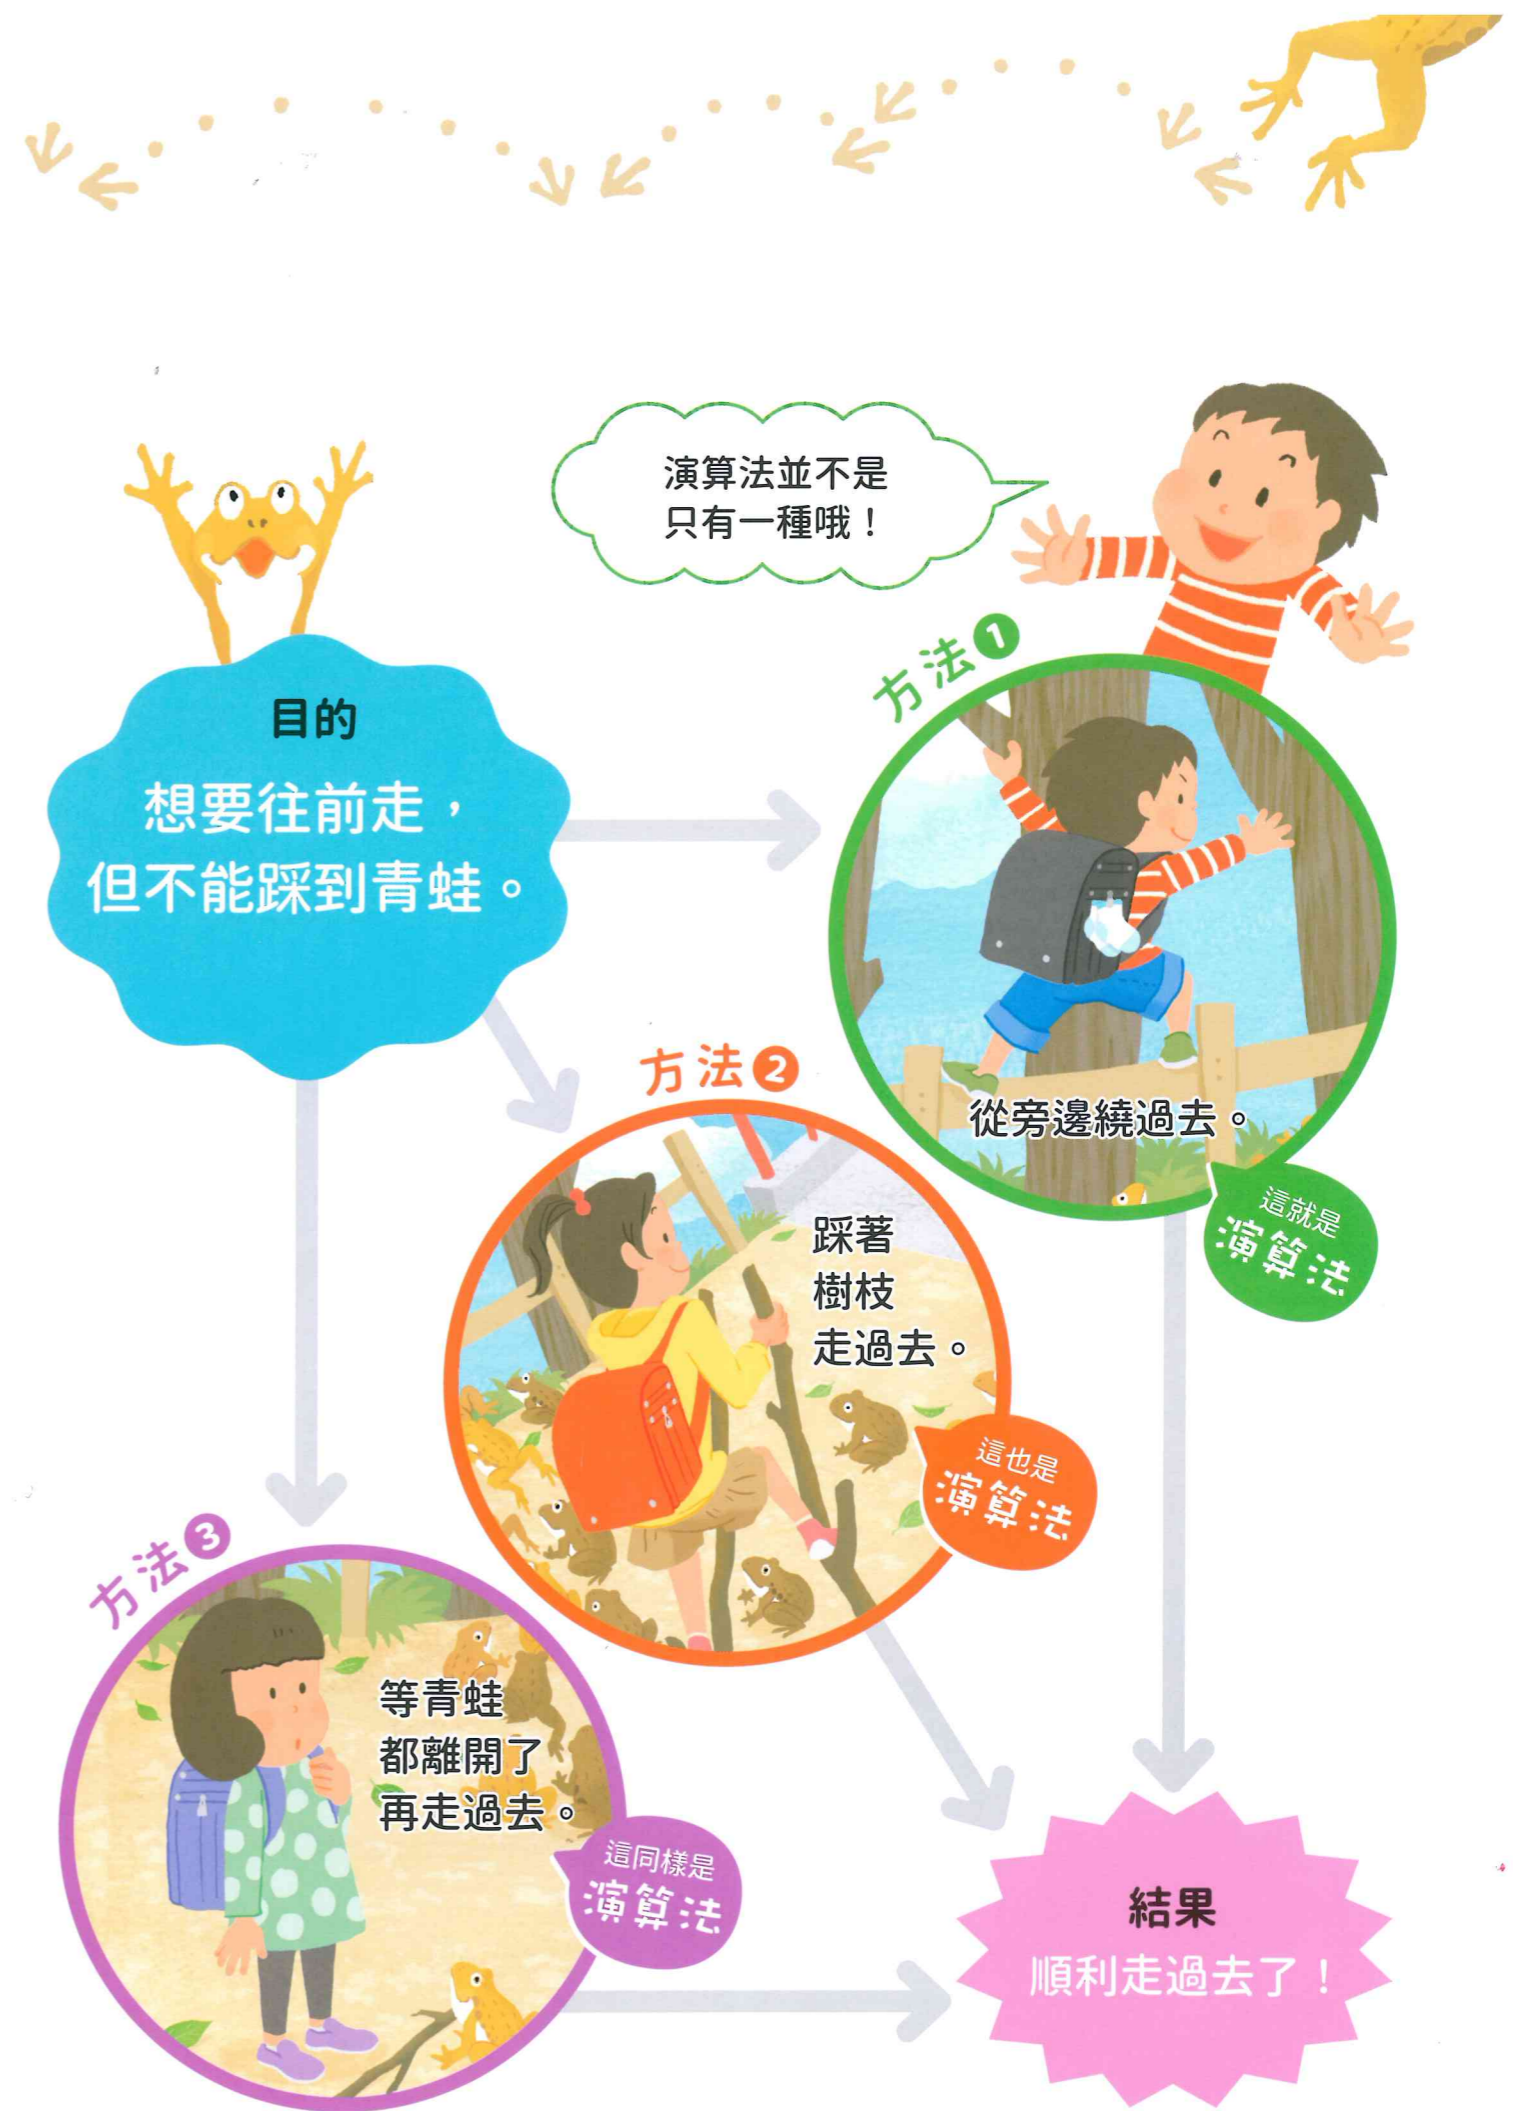 演算法並不是
只有一種哦！
目的
想要往前走，
但不能踩到青蛙。
方法1
從旁邊繞過去。
這就是
演算法
方法2
踩著
樹枝
走過去。
這也是
演算法
方法3
等青蛙
都離開了
再走過去。
這同樣是
演算法
結果
順利走過去了！